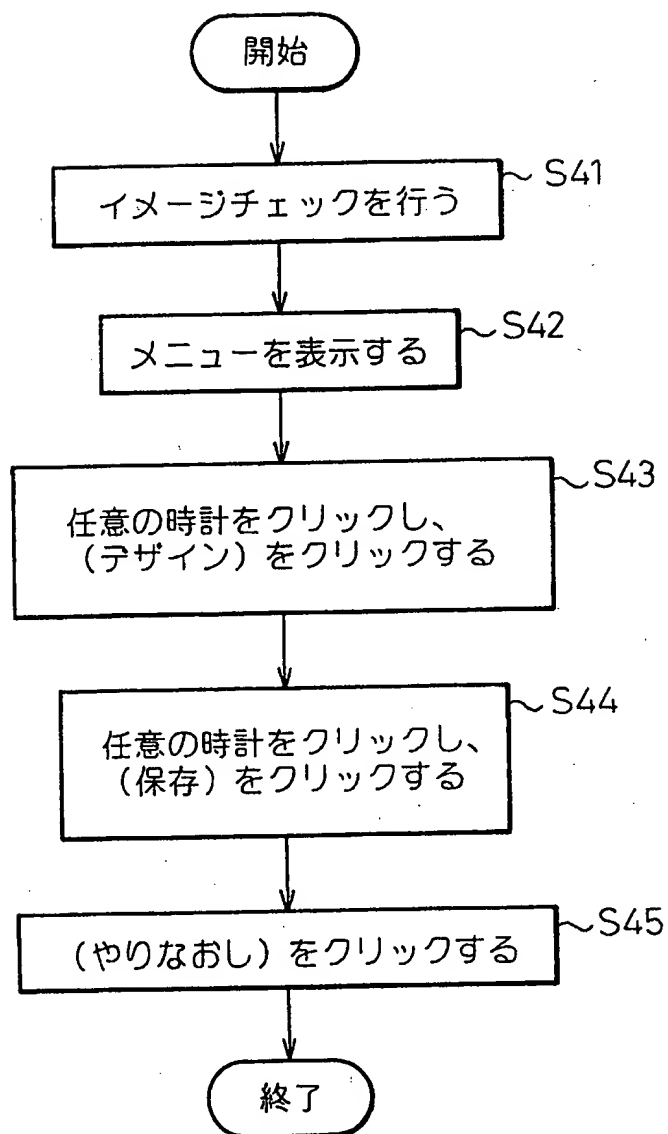 開始
イメージチェックを行う
S41
メニューを表示する
S42
任意の時計をクリックし、
(デザイン)をクリックする
S43
任意の時計をクリックし、
(保存)をクリックする
S44
(やりなおし)をクリックする
S45
終了